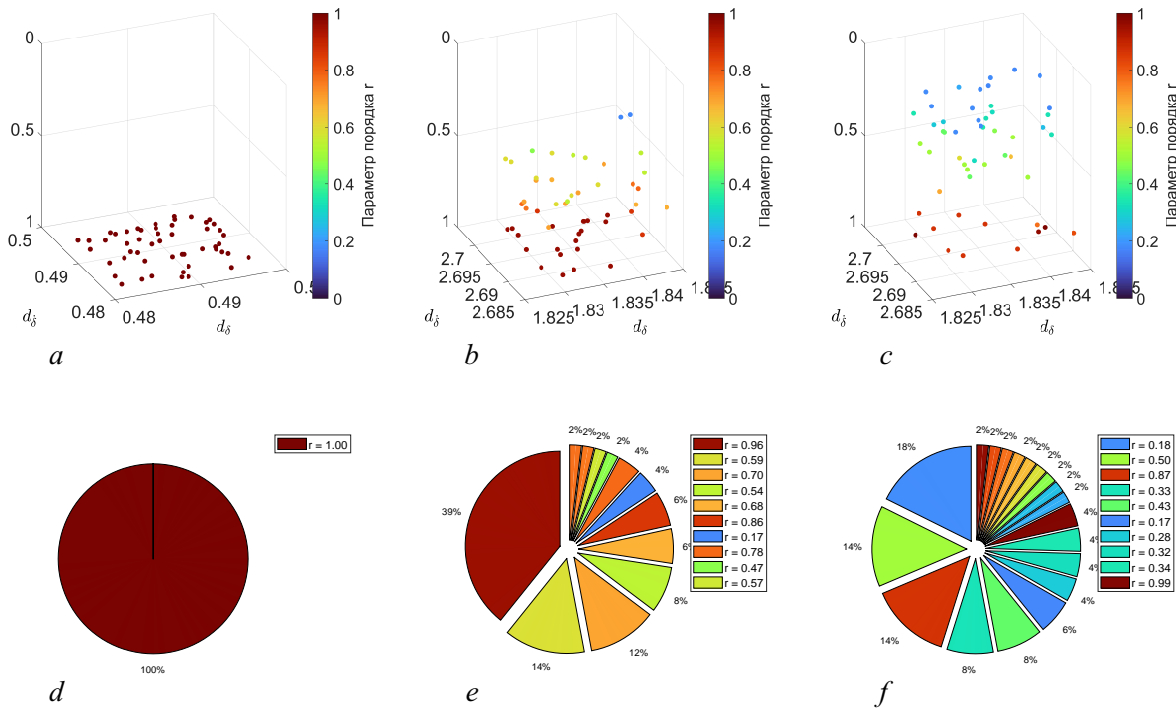 0
0.5
1
0.5
0.49
0.48
0.48
0.49
0.5
d_δ̇
d_δ
1
0.8
0.6
0.4
0.2
0
Параметр порядка r
a
0
0.5
1
2.7
2.695
2.69
2.685
1.825
1.83
1.835
1.84
d_δ̇
d_δ
1
0.8
0.6
0.4
0.2
0
Параметр порядка r
b
0
0.5
1
2.7
2.695
2.69
2.685
1.825
1.83
1.835
1.84
d_δ̇
d_δ
1
0.8
0.6
0.4
0.2
0
Параметр порядка r
c
r = 1.00
100%
d
2%
2%
2%
2%
4%
4%
6%
6%
8%
12%
14%
39%
r = 0.96
r = 0.59
r = 0.70
r = 0.54
r = 0.68
r = 0.86
r = 0.17
r = 0.78
r = 0.47
r = 0.57
e
2%
2%
2%
2%
2%
2%
2%
2%
2%
4%
4%
4%
4%
6%
8%
8%
14%
14%
18%
r = 0.18
r = 0.50
r = 0.87
r = 0.33
r = 0.43
r = 0.17
r = 0.28
r = 0.32
r = 0.34
r = 0.99
f